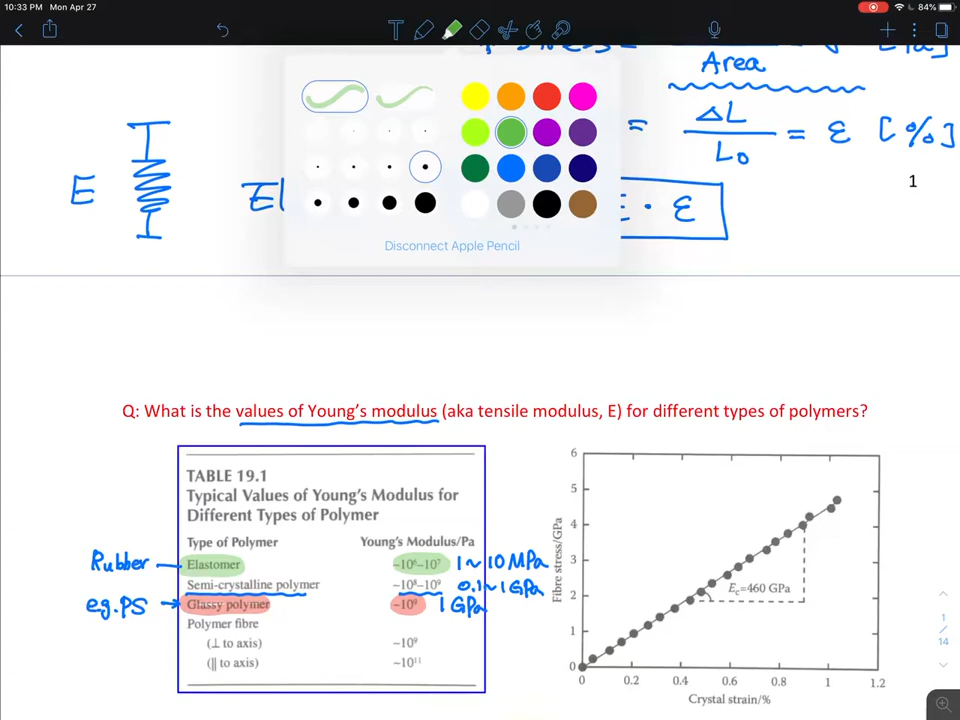 10:33 PM Mon Apr 27
84%
Area
= ΔL / L₀ = ε [%]
E
El
E · ε
1
Disconnect Apple Pencil
Q: What is the values of Young's modulus (aka tensile modulus, E) for different types of polymers?
TABLE 19.1
Typical Values of Young's Modulus for
Different Types of Polymer
Type of Polymer Young's Modulus/Pa
Rubber Elastomer ~10⁶–10⁷ 1~10 MPa
Semi-crystalline polymer ~10⁸–10⁹ 0.1~1 GPa
eg. PS Glassy polymer ~10⁹ 1 GPa
Polymer fibre
(⊥ to axis) ~10⁹
(∥ to axis) ~10¹¹
Fibre stress/GPa
6
5
4
3
2
1
0
E꜀=460 GPa
0 0.2 0.4 0.6 0.8 1 1.2
Crystal strain/%
1
/
14